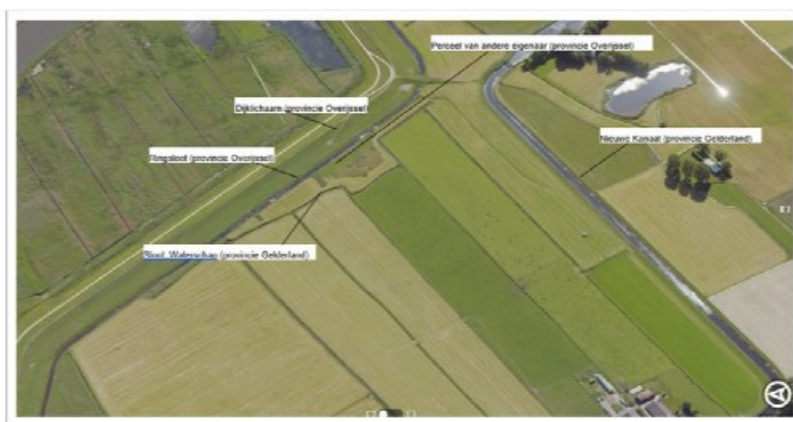 Perceel van andere eigenaar (provincie Overijssel)
Dijklichaam (provincie Overijssel)
Nieuwe Kanaal (provincie Gelderland)
Ringsloot (provincie Overijssel)
Sloot Waterschap (provincie Gelderland)